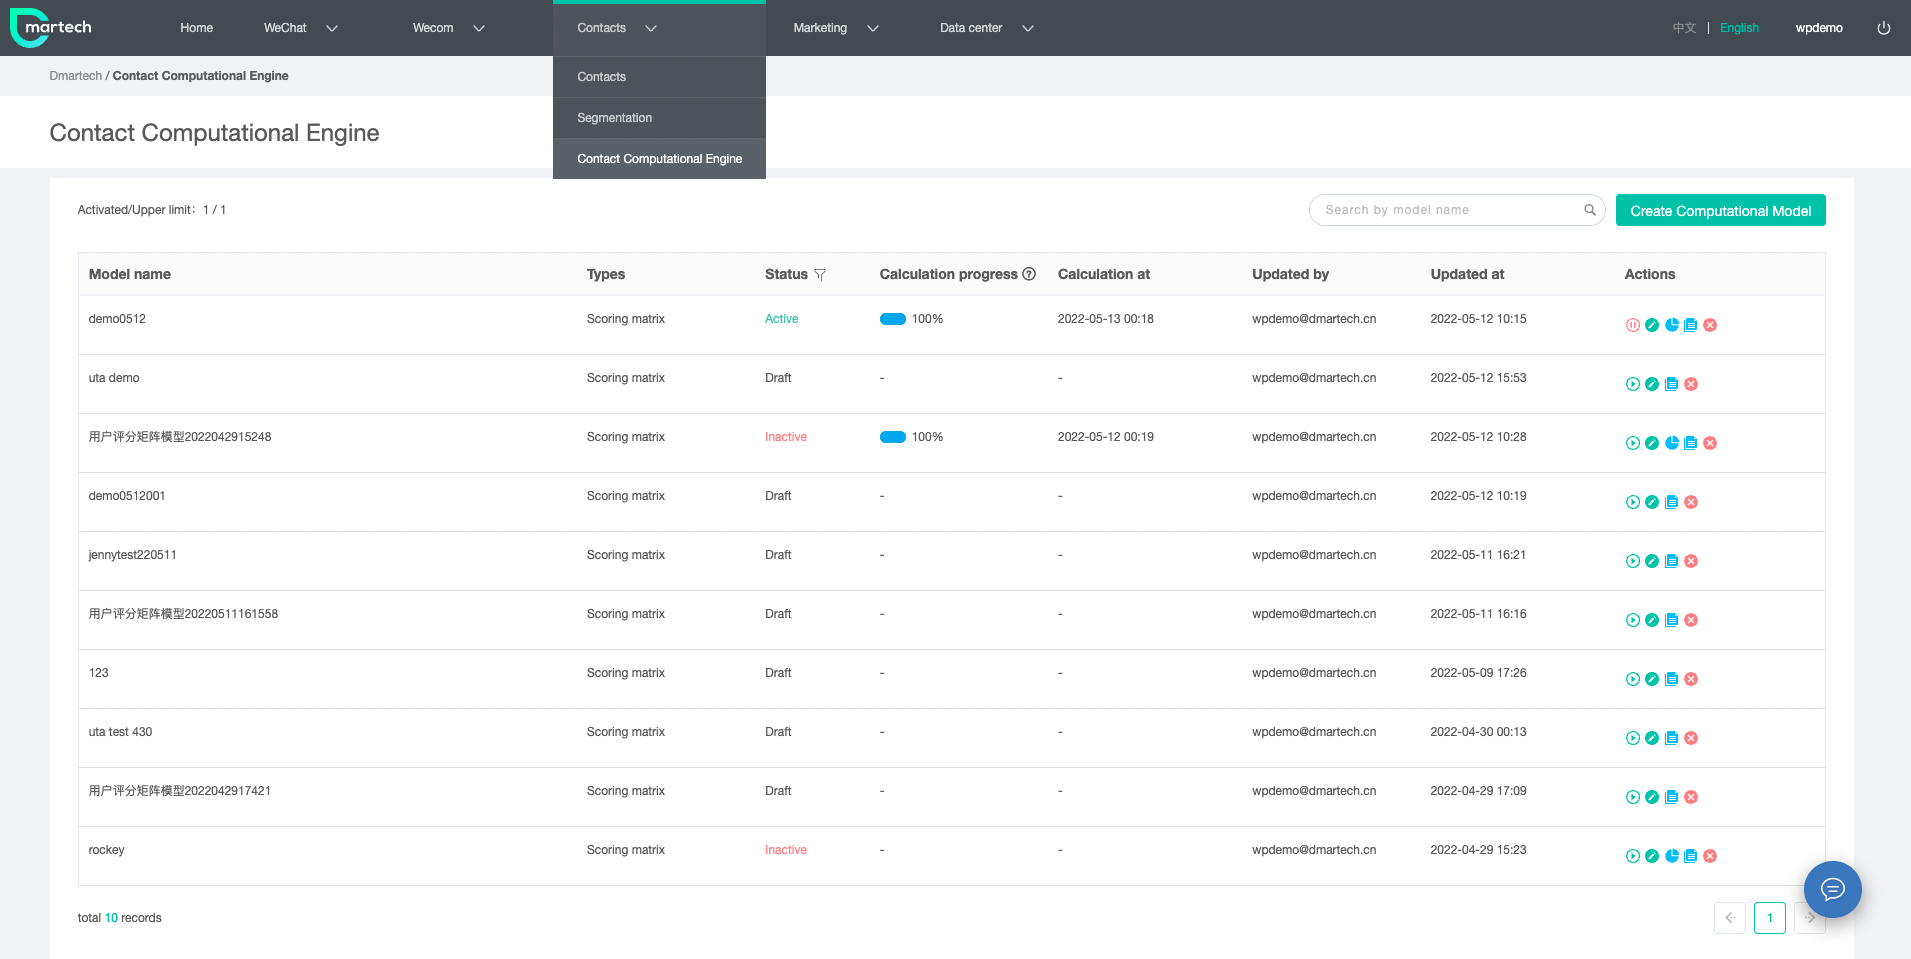 Dmartech
Home
WeChat
Wecom
Contacts
Marketing
Data center
中文 | English
wpdemo
Dmartech / Contact Computational Engine
Contacts
Segmentation
Contact Computational Engine
Contact Computational Engine
Activated/Upper limit: 1 / 1
Search by model name
Create Computational Model
Model name Types Status Calculation progress Calculation at Updated by Updated at Actions
demo0512 Scoring matrix Active 100% 2022-05-13 00:18 wpdemo@dmartech.cn 2022-05-12 10:15
uta demo Scoring matrix Draft - - wpdemo@dmartech.cn 2022-05-12 15:53
用户评分矩阵模型2022042915248 Scoring matrix Inactive 100% 2022-05-12 00:19 wpdemo@dmartech.cn 2022-05-12 10:28
demo0512001 Scoring matrix Draft - - wpdemo@dmartech.cn 2022-05-12 10:19
jennytest220511 Scoring matrix Draft - - wpdemo@dmartech.cn 2022-05-11 16:21
用户评分矩阵模型20220511161558 Scoring matrix Draft - - wpdemo@dmartech.cn 2022-05-11 16:16
123 Scoring matrix Draft - - wpdemo@dmartech.cn 2022-05-09 17:26
uta test 430 Scoring matrix Draft - - wpdemo@dmartech.cn 2022-04-30 00:13
用户评分矩阵模型2022042917421 Scoring matrix Draft - - wpdemo@dmartech.cn 2022-04-29 17:09
rockey Scoring matrix Inactive - - wpdemo@dmartech.cn 2022-04-29 15:23
total 10 records
1